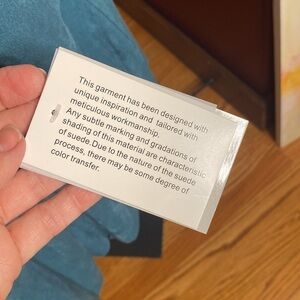 This garment has been designed with
unique inspiration and tailored with
meticulous workmanship.
Any subtle marking and gradations of
shading of this material are characteristic
of suede. Due to the nature of the suede
process, there may be some degree of
color transfer.